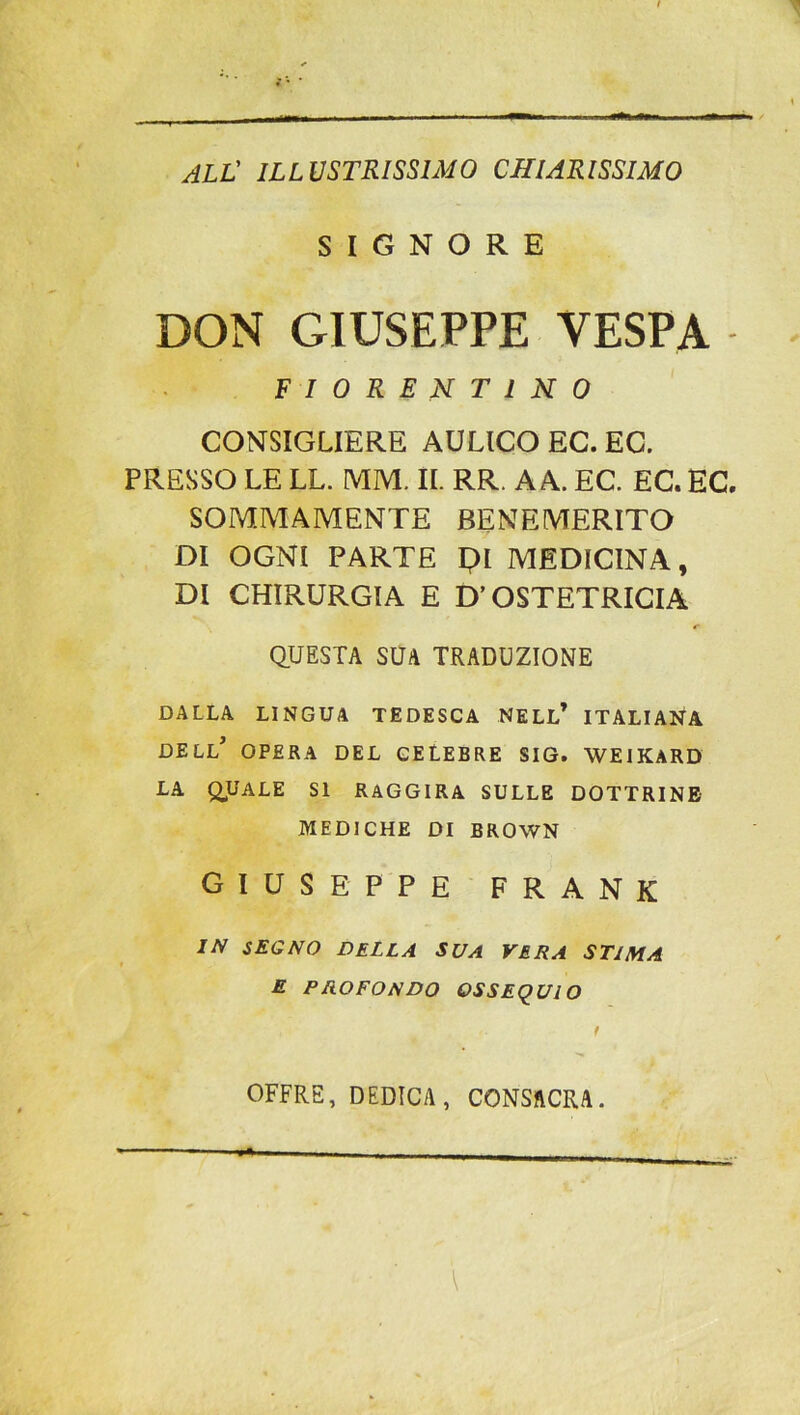 ALL' ILLUSTRISSIMO CHIARISSIMO
SIGNORE
DON GIUSEPPE VESPA
FIORENTINO
CONSIGLIERE AULICO EC. EC.
PRESSO LE LL. MM. II. RR. AA. EC. EC. EC.
SOMMAMENTE BENEMERITO
DI OGNI PARTE DI MEDICINA,
DI CHIRURGIA E D'OSTETRICIA
QUESTA SUA TRADUZIONE
DALLA LINGUA TEDESCA NELL' ITALIANA
DELL' OPERA DEL CELEBRE SIG. WEIKARD
LA QUALE SI RAGGIRA SULLE DOTTRINE
MEDICHE DI BROWN
GIUSEPPE FRANK
IN SEGNO DELLA SUA VERA STIMA
E PROFONDO OSSEQUIO
OFFRE, DEDICA, CONSACRA.